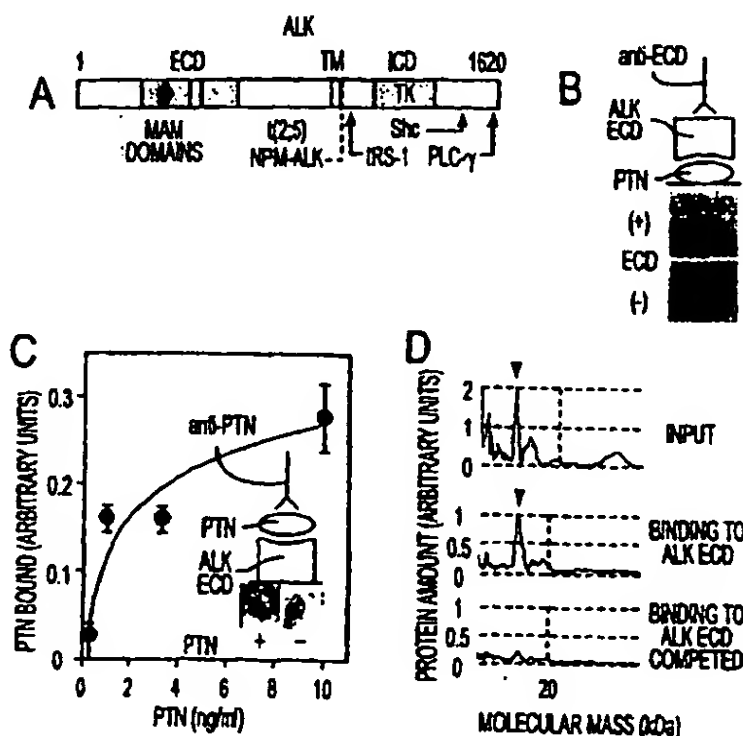 ALK
1 ECD TM ICD 1620
A
TK
MAM DOMAINS
t(2;5)
NPM-ALK
Shc
IRS-1 PLC-γ
B
anti-ECD
ALK
ECD
PTN
(+)
ECD
(-)
C
PTN BOUND (ARBITRARY UNITS)
0.3
0.2
0.1
0
anti-PTN
PTN
ALK
ECD
PTN + -
0 2 4 6 8 10
PTN (ng/ml)
D
PROTEIN AMOUNT (ARBITRARY UNITS)
2
1
0
INPUT
1
0.5
0
BINDING TO
ALK ECD
1
0.5
0
BINDING TO
ALK ECD
COMPETED
20
MOLECULAR MASS (kDa)